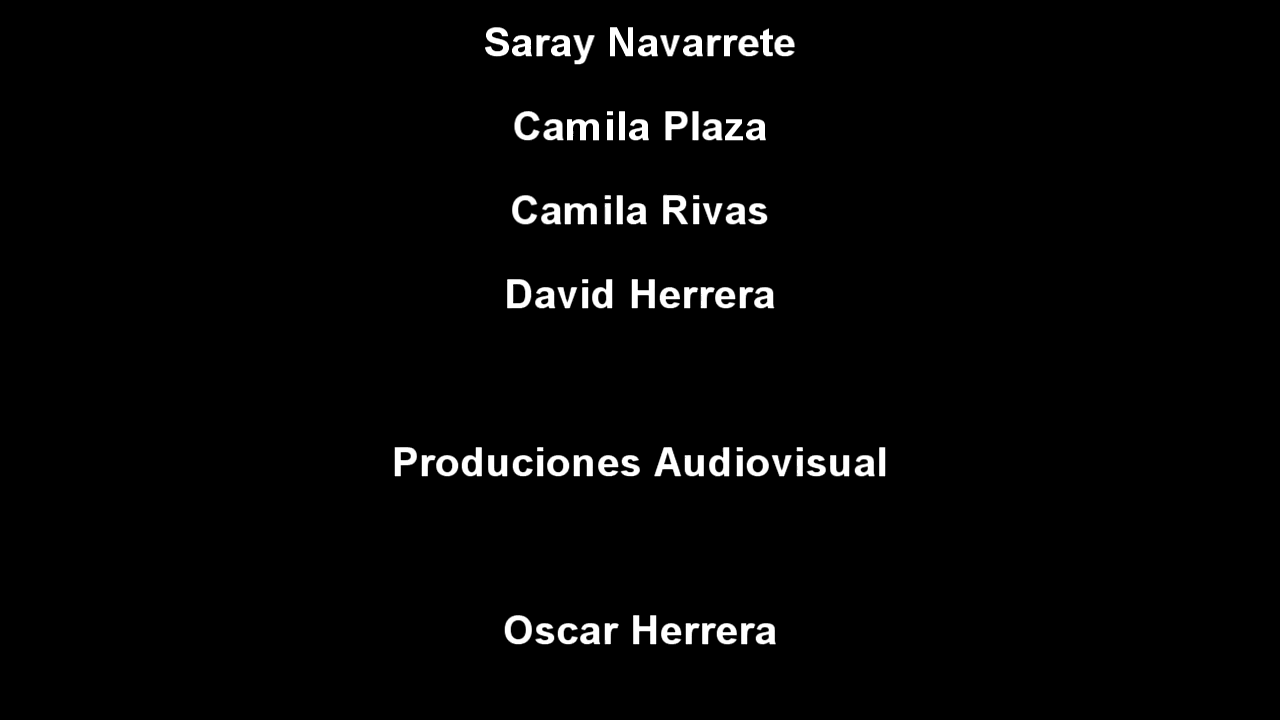 Saray Navarrete
Camila Plaza
Camila Rivas
David Herrera
Produciones Audiovisual
Oscar Herrera